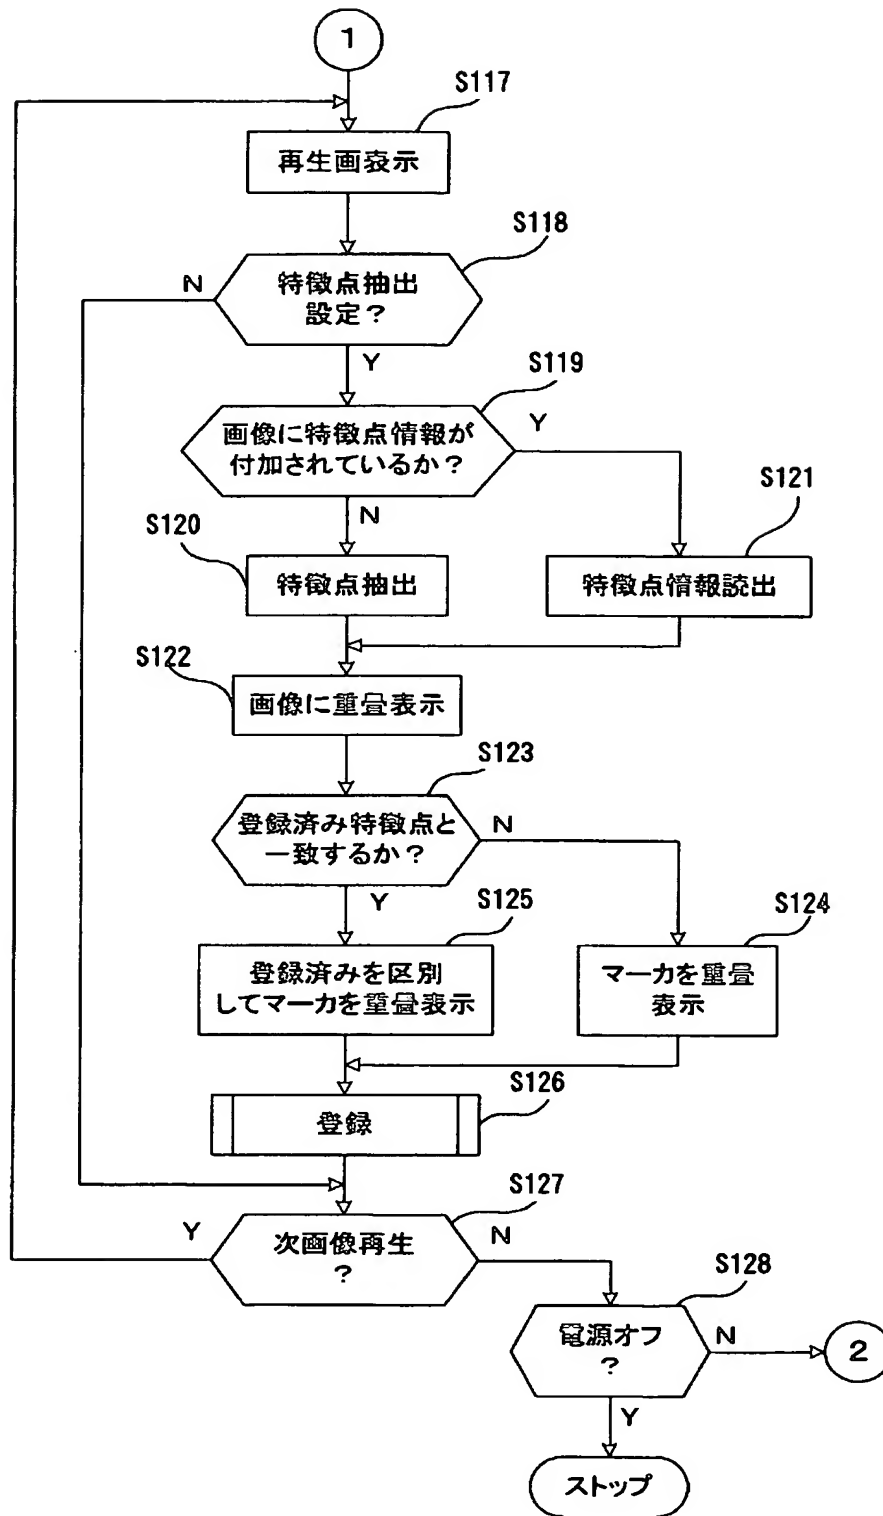 1
S117
再生画表示
S118
N
特徴点抽出
設定？
Y
S119
画像に特徴点情報が
付加されているか？
Y
N
S120
S121
特徴点抽出
特徴点情報読出
S122
画像に重畳表示
S123
登録済み特徴点と
一致するか？
N
Y
S125
S124
登録済みを区別
してマーカを重畳表示
マーカを重畳
表示
S126
登録
S127
Y
次画像再生
？
N
S128
電源オフ
？
N
2
Y
ストップ